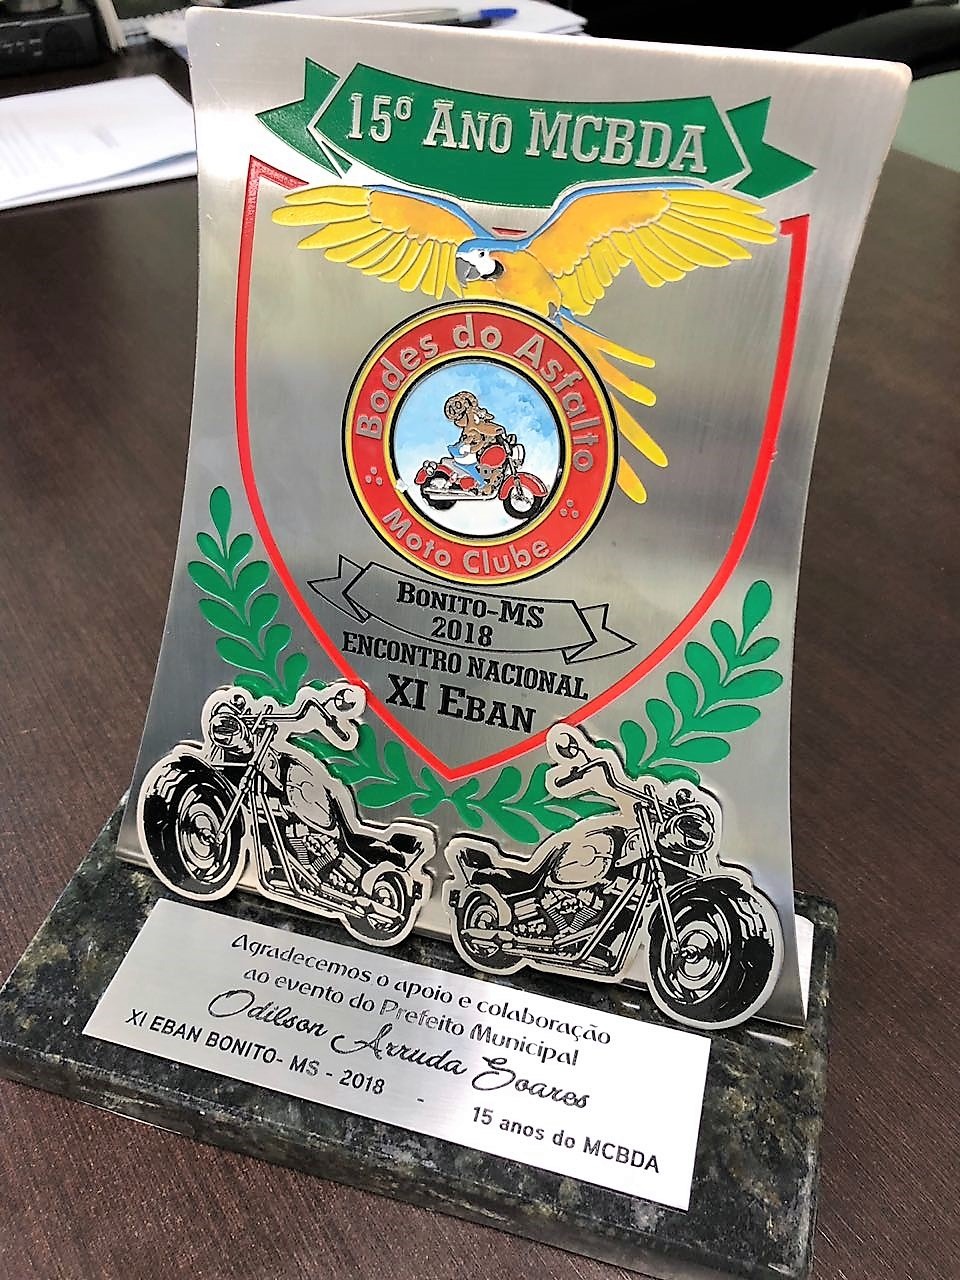 15º ANO MCBDA
Bodes do Asfalto
Moto Clube
BONITO-MS
2018
ENCONTRO NACIONAL
XI EBAN
Agradecemos o apoio e colaboração
ao evento do Prefeito Municipal
Odilson Arruda Soares
XI EBAN BONITO- MS - 2018 - 15 anos do MCBDA